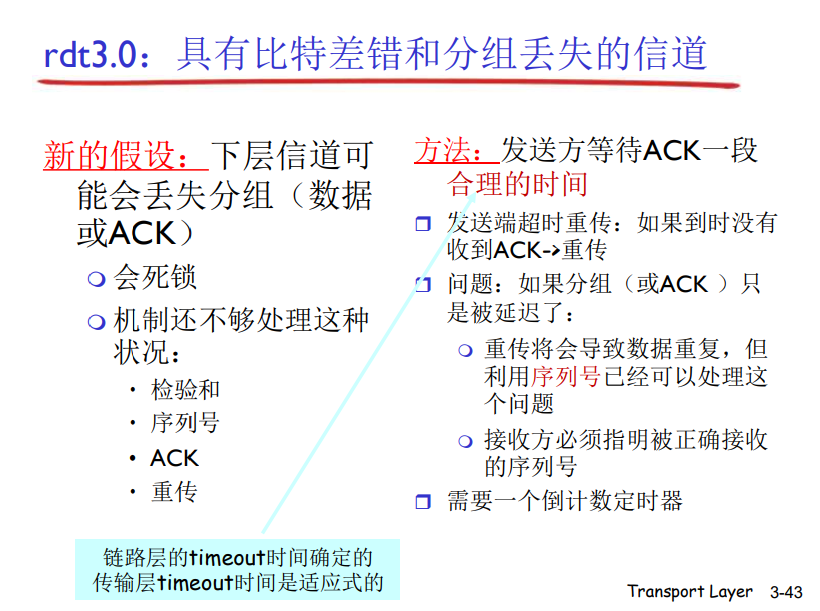 rdt3.0：具有比特差错和分组丢失的信道
新的假设：下层信道可
能会丢失分组（数据
或ACK）
会死锁
机制还不够处理这种
状况：
• 检验和
• 序列号
• ACK
• 重传
方法：发送方等待ACK一段
合理的时间
发送端超时重传：如果到时没有
收到ACK->重传
问题：如果分组（或ACK ）只
是被延迟了：
重传将会导致数据重复，但
利用序列号已经可以处理这
个问题
接收方必须指明被正确接收
的序列号
需要一个倒计数定时器
链路层的timeout时间确定的
传输层timeout时间是适应式的
Transport Layer 3-43